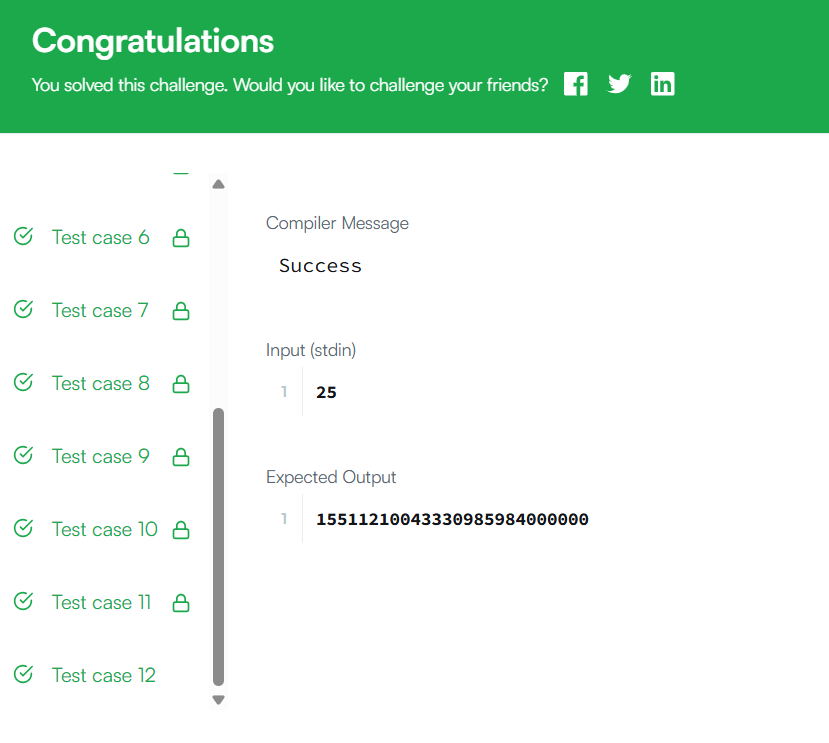 Congratulations
You solved this challenge. Would you like to challenge your friends?
Test case 6
Test case 7
Test case 8
Test case 9
Test case 10
Test case 11
Test case 12
Compiler Message
Success
Input (stdin)
1 25
Expected Output
1 15511210043330985984000000